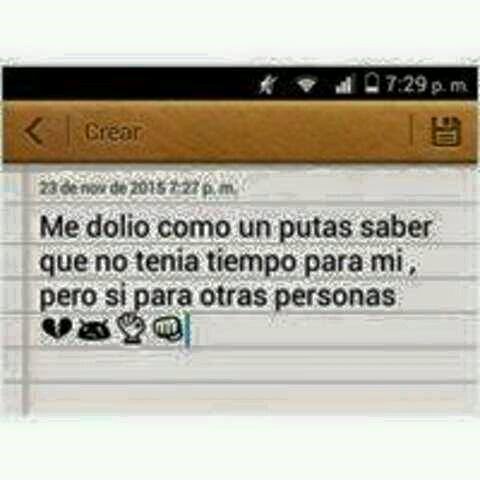 7:29 p. m.
Crear
23 de nov de 2015 7:27 p. m.
Me dolio como un putas saber
que no tenia tiempo para mi ,
pero si para otras personas